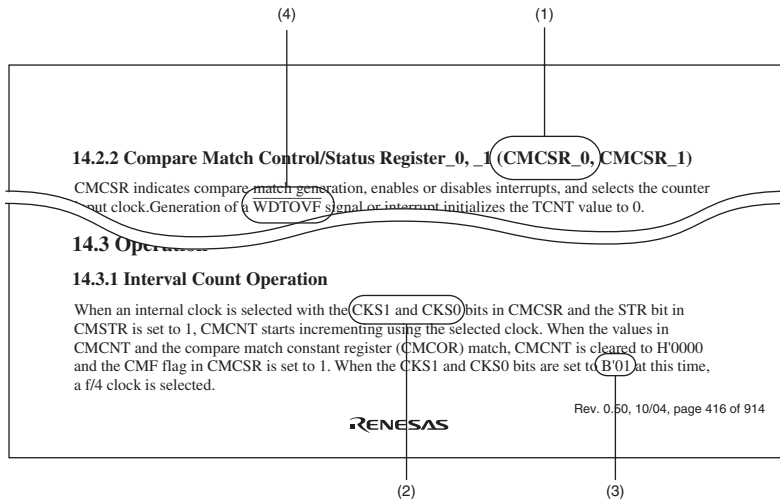 (4) (1)
14.2.2 Compare Match Control/Status Register_0, _1 (CMCSR_0, CMCSR_1)
CMCSR indicates compare match generation, enables or disables interrupts, and selects the counter
input clock.Generation of a WDTOVF signal or interrupt initializes the TCNT value to 0.
14.3 Operation
14.3.1 Interval Count Operation
When an internal clock is selected with the CKS1 and CKS0 bits in CMCSR and the STR bit in
CMSTR is set to 1, CMCNT starts incrementing using the selected clock. When the values in
CMCNT and the compare match constant register (CMCOR) match, CMCNT is cleared to H'0000
and the CMF flag in CMCSR is set to 1. When the CKS1 and CKS0 bits are set to B'01 at this time,
a f/4 clock is selected.
Rev. 0.50, 10/04, page 416 of 914
RENESAS
(2) (3)